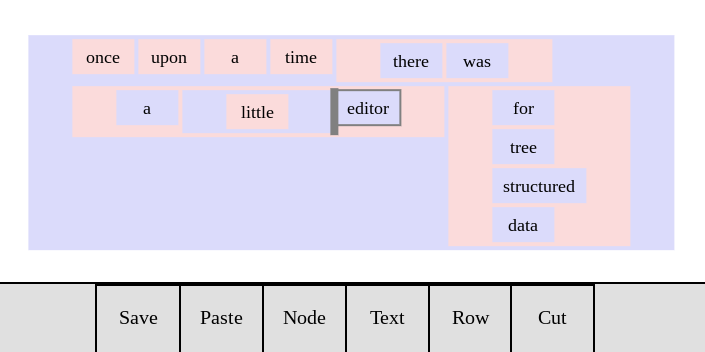 once upon a time there was
a little editor for
tree
structured
data
Save Paste Node Text Row Cut